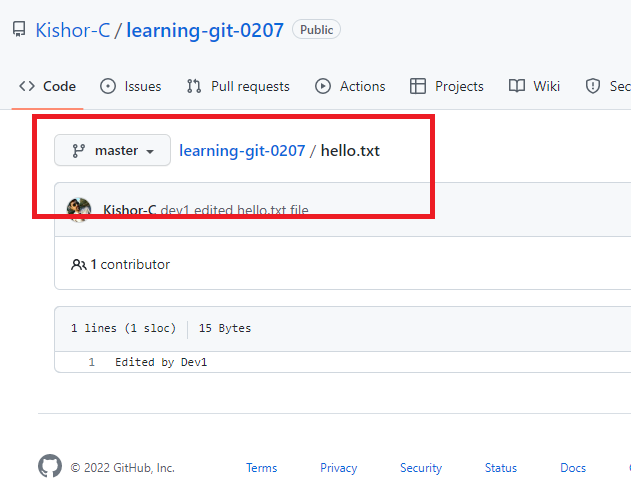 Kishor-C / learning-git-0207 Public
Code Issues Pull requests Actions Projects Wiki Sec
master learning-git-0207 / hello.txt
Kishor-C dev1 edited hello.txt file
1 contributor
1 lines (1 sloc) 15 Bytes
1 Edited by Dev1
© 2022 GitHub, Inc. Terms Privacy Security Status Docs